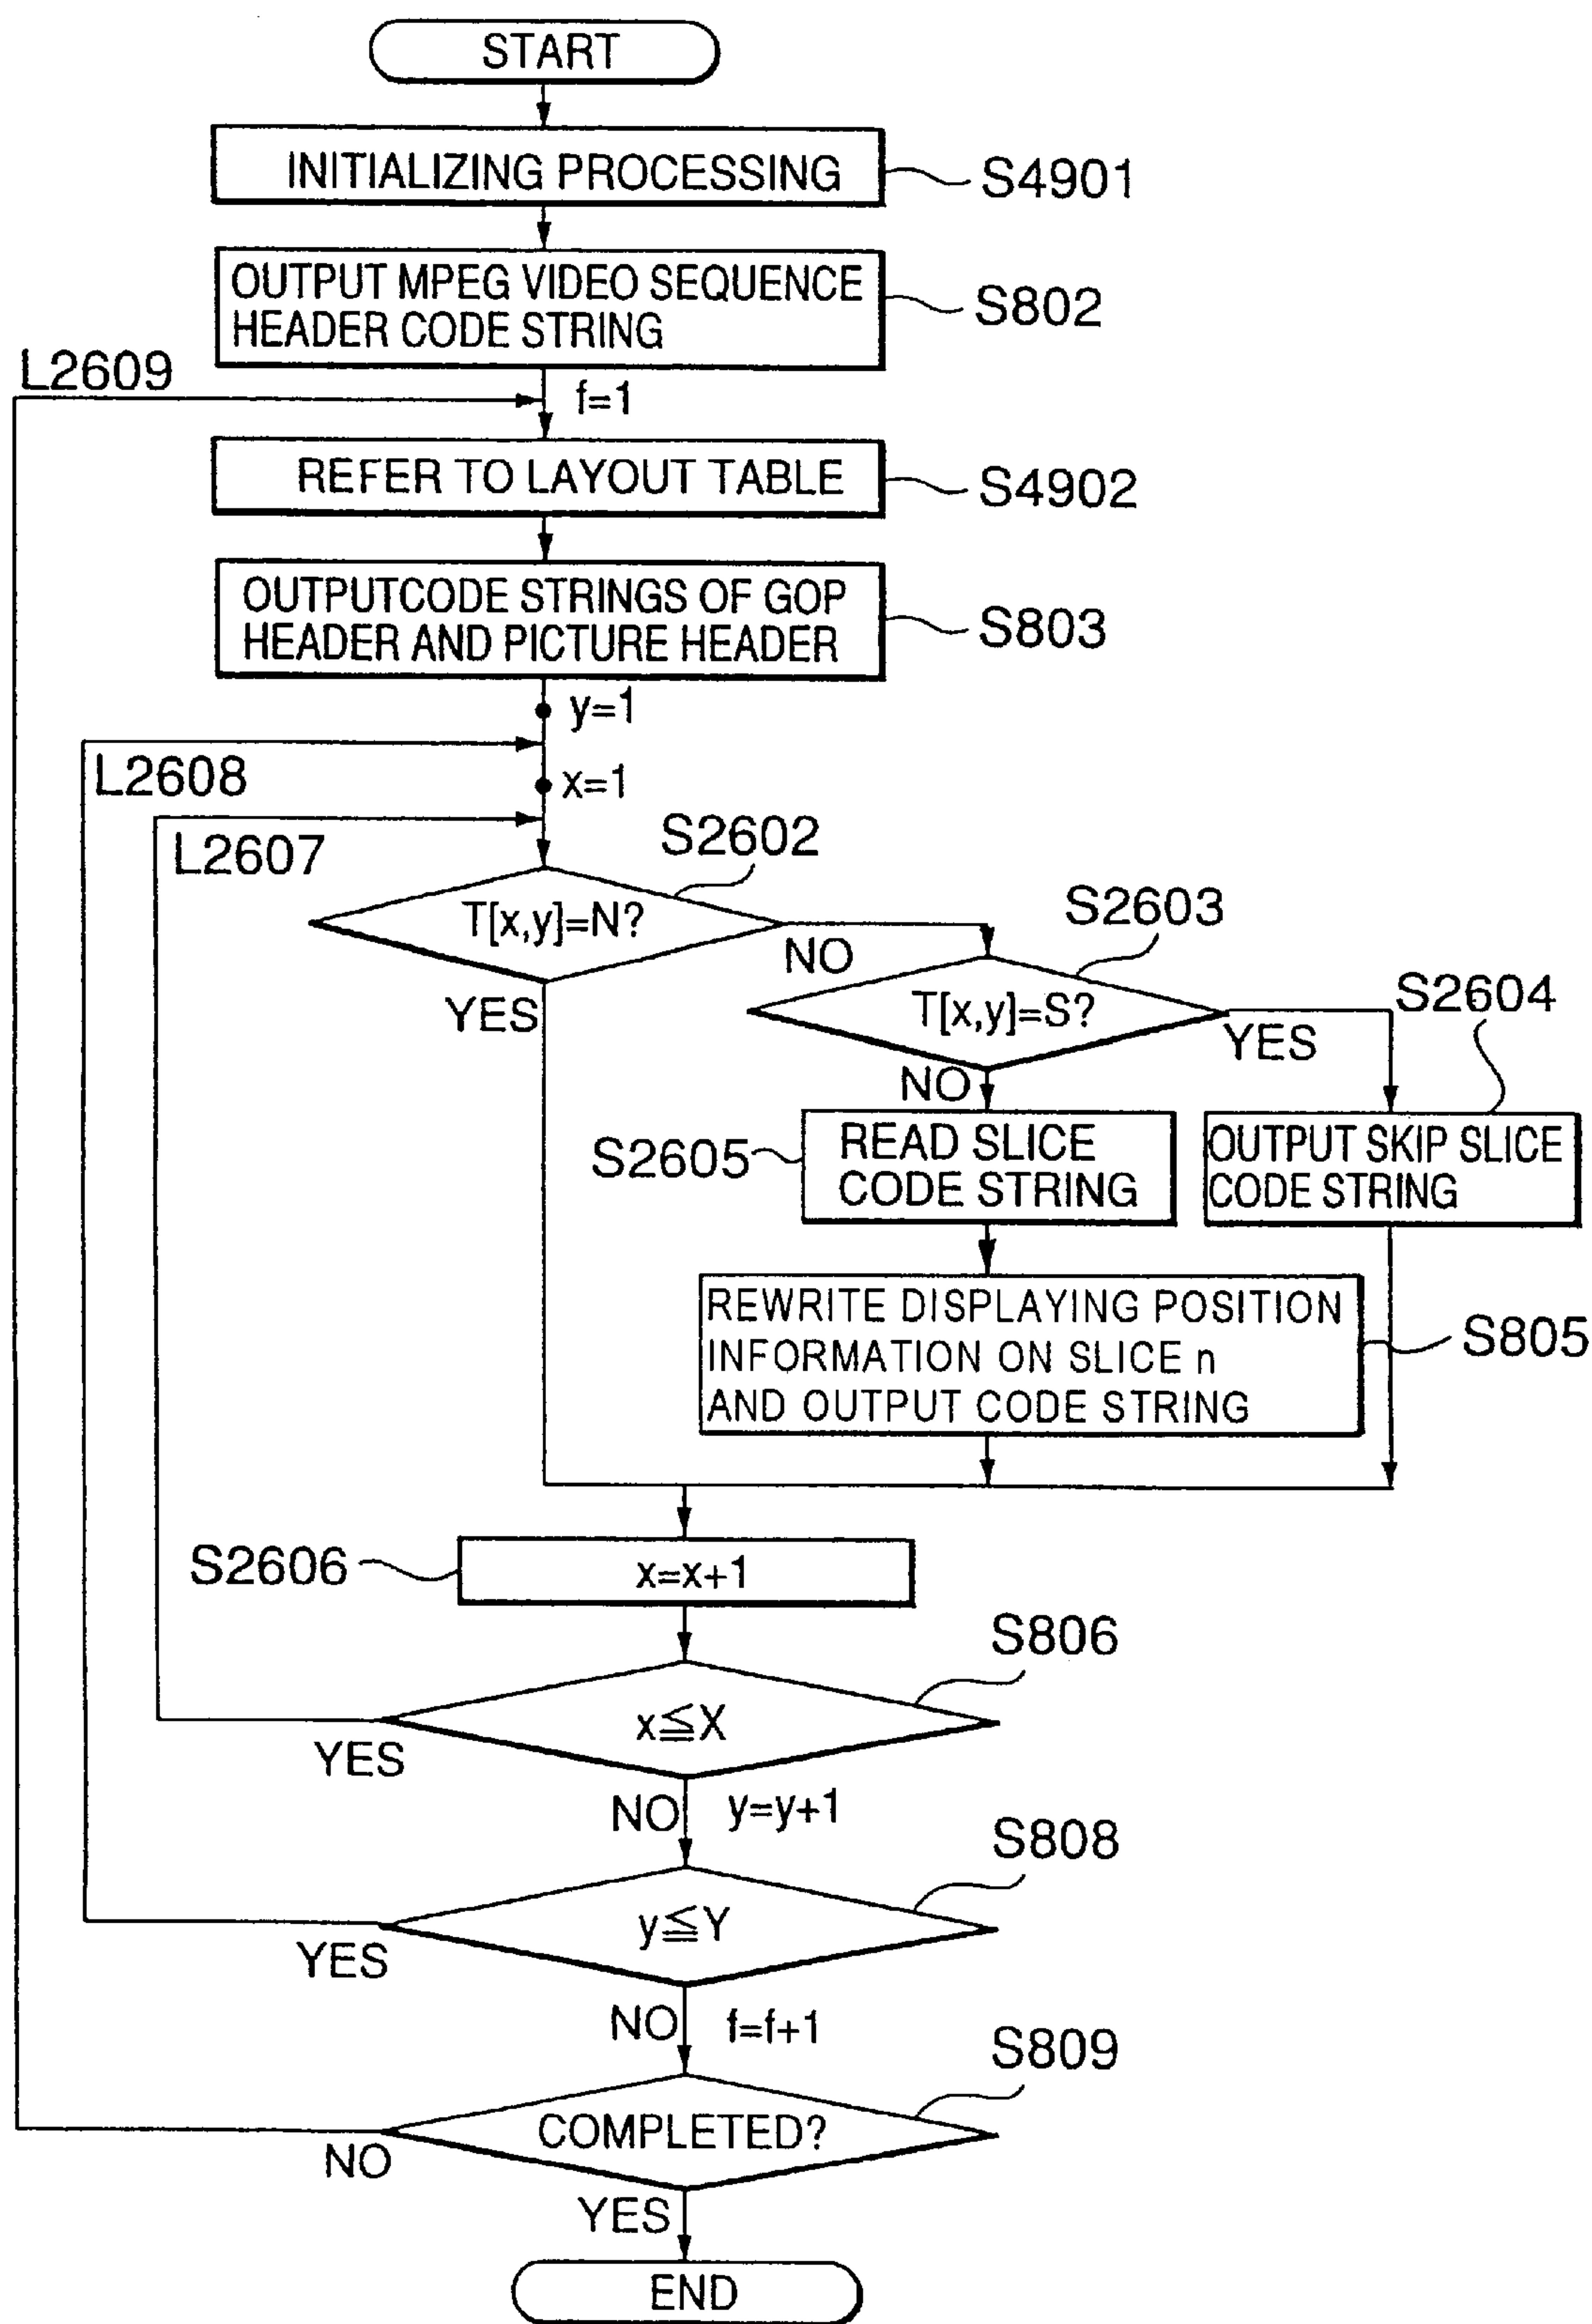 START
INITIALIZING PROCESSING
S4901
OUTPUT MPEG VIDEO SEQUENCE
HEADER CODE STRING
S802
L2609
f=1
REFER TO LAYOUT TABLE
S4902
OUTPUTCODE STRINGS OF GOP
HEADER AND PICTURE HEADER
S803
y=1
L2608
x=1
L2607
S2602
T[x,y]=N?
NO
YES
S2603
T[x,y]=S?
YES
NO
S2604
S2605
READ SLICE
CODE STRING
OUTPUT SKIP SLICE
CODE STRING
REWRITE DISPLAYING POSITION
INFORMATION ON SLICE n
AND OUTPUT CODE STRING
S805
S2606
x=x+1
S806
x≦X
YES
NO
y=y+1
S808
y≦Y
YES
NO
f=f+1
S809
COMPLETED?
NO
YES
END